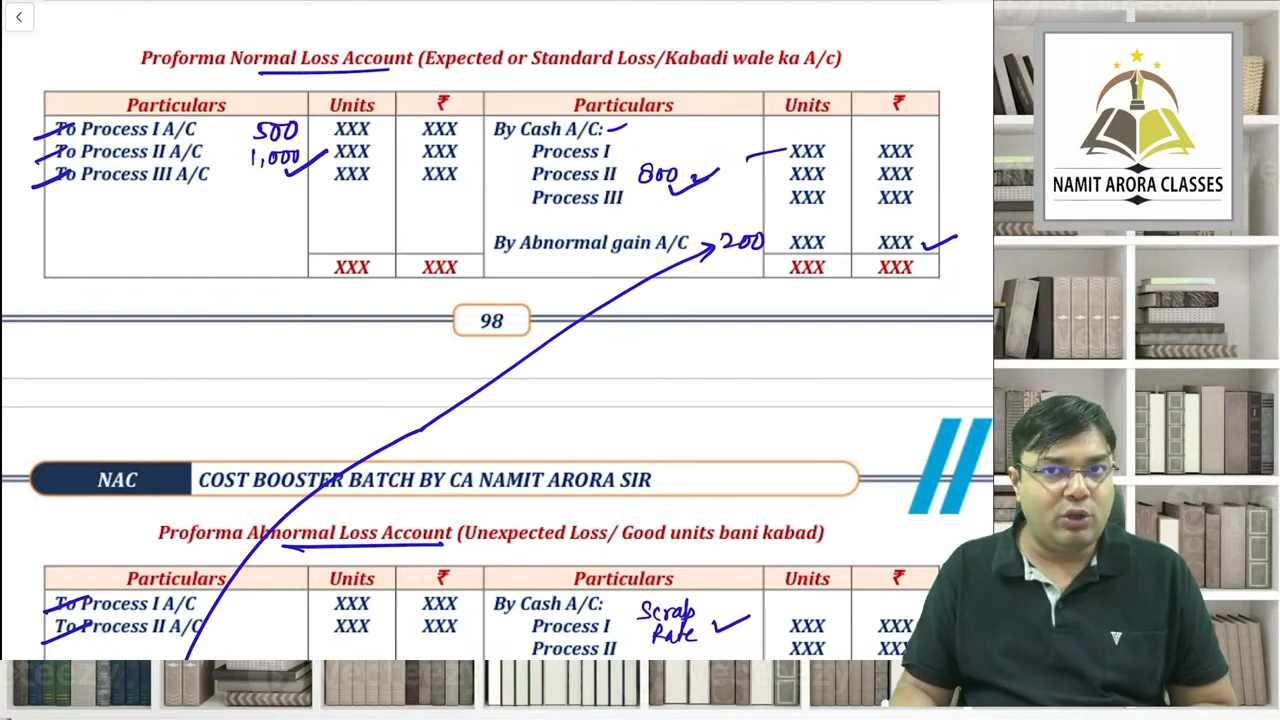 Proforma Normal Loss Account (Expected or Standard Loss/Kabadi wale ka A/c)
Particulars Units ₹ Particulars Units ₹
To Process I A/C 500 XXX XXX By Cash A/C:
To Process II A/C 1,000 XXX XXX Process I XXX XXX
To Process III A/C XXX XXX Process II 800 XXX XXX
Process III XXX XXX
By Abnormal gain A/C 200 XXX XXX
XXX XXX XXX XXX
98
NAC COST BOOSTER BATCH BY CA NAMIT ARORA SIR
Proforma Abnormal Loss Account (Unexpected Loss/ Good units bani kabad)
Particulars Units ₹ Particulars Units ₹
To Process I A/C XXX XXX By Cash A/C:
To Process II A/C XXX XXX Process I Scrap Rate XXX XXX
Process II XXX XXX
NAMIT ARORA CLASSES